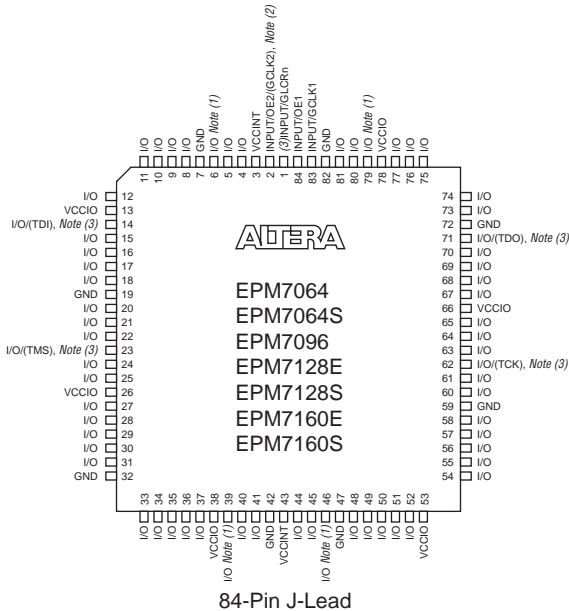 I/O 11
I/O 10
I/O 9
I/O 8
GND 7
I/O Note (1) 6
I/O 5
I/O 4
VCCINT 3
INPUT/OE2/(GCLK2), Note (2) 2
(3)INPUT/GLCRn 1
INPUT/OE1 84
INPUT/GCLK1 83
GND 82
I/O 81
I/O 80
I/O Note (1) 79
VCCIO 78
I/O 77
I/O 76
I/O 75
I/O 12
VCCIO 13
I/O/(TDI), Note (3) 14
I/O 15
I/O 16
I/O 17
I/O 18
GND 19
I/O 20
I/O 21
I/O 22
I/O/(TMS), Note (3) 23
I/O 24
I/O 25
VCCIO 26
I/O 27
I/O 28
I/O 29
I/O 30
I/O 31
GND 32
ALTERA
EPM7064
EPM7064S
EPM7096
EPM7128E
EPM7128S
EPM7160E
EPM7160S
74 I/O
73 I/O
72 GND
71 I/O/(TDO), Note (3)
70 I/O
69 I/O
68 I/O
67 I/O
66 VCCIO
65 I/O
64 I/O
63 I/O
62 I/O/(TCK), Note (3)
61 I/O
60 I/O
59 GND
58 I/O
57 I/O
56 I/O
55 I/O
54 I/O
33 I/O
34 I/O
35 I/O
36 I/O
37 I/O
38 VCCIO
39 I/O Note (1)
40 I/O
41 I/O
42 GND
43 VCCINT
44 I/O
45 I/O
46 I/O Note (1)
47 GND
48 I/O
49 I/O
50 I/O
51 I/O
52 I/O
53 VCCIO
84-Pin J-Lead